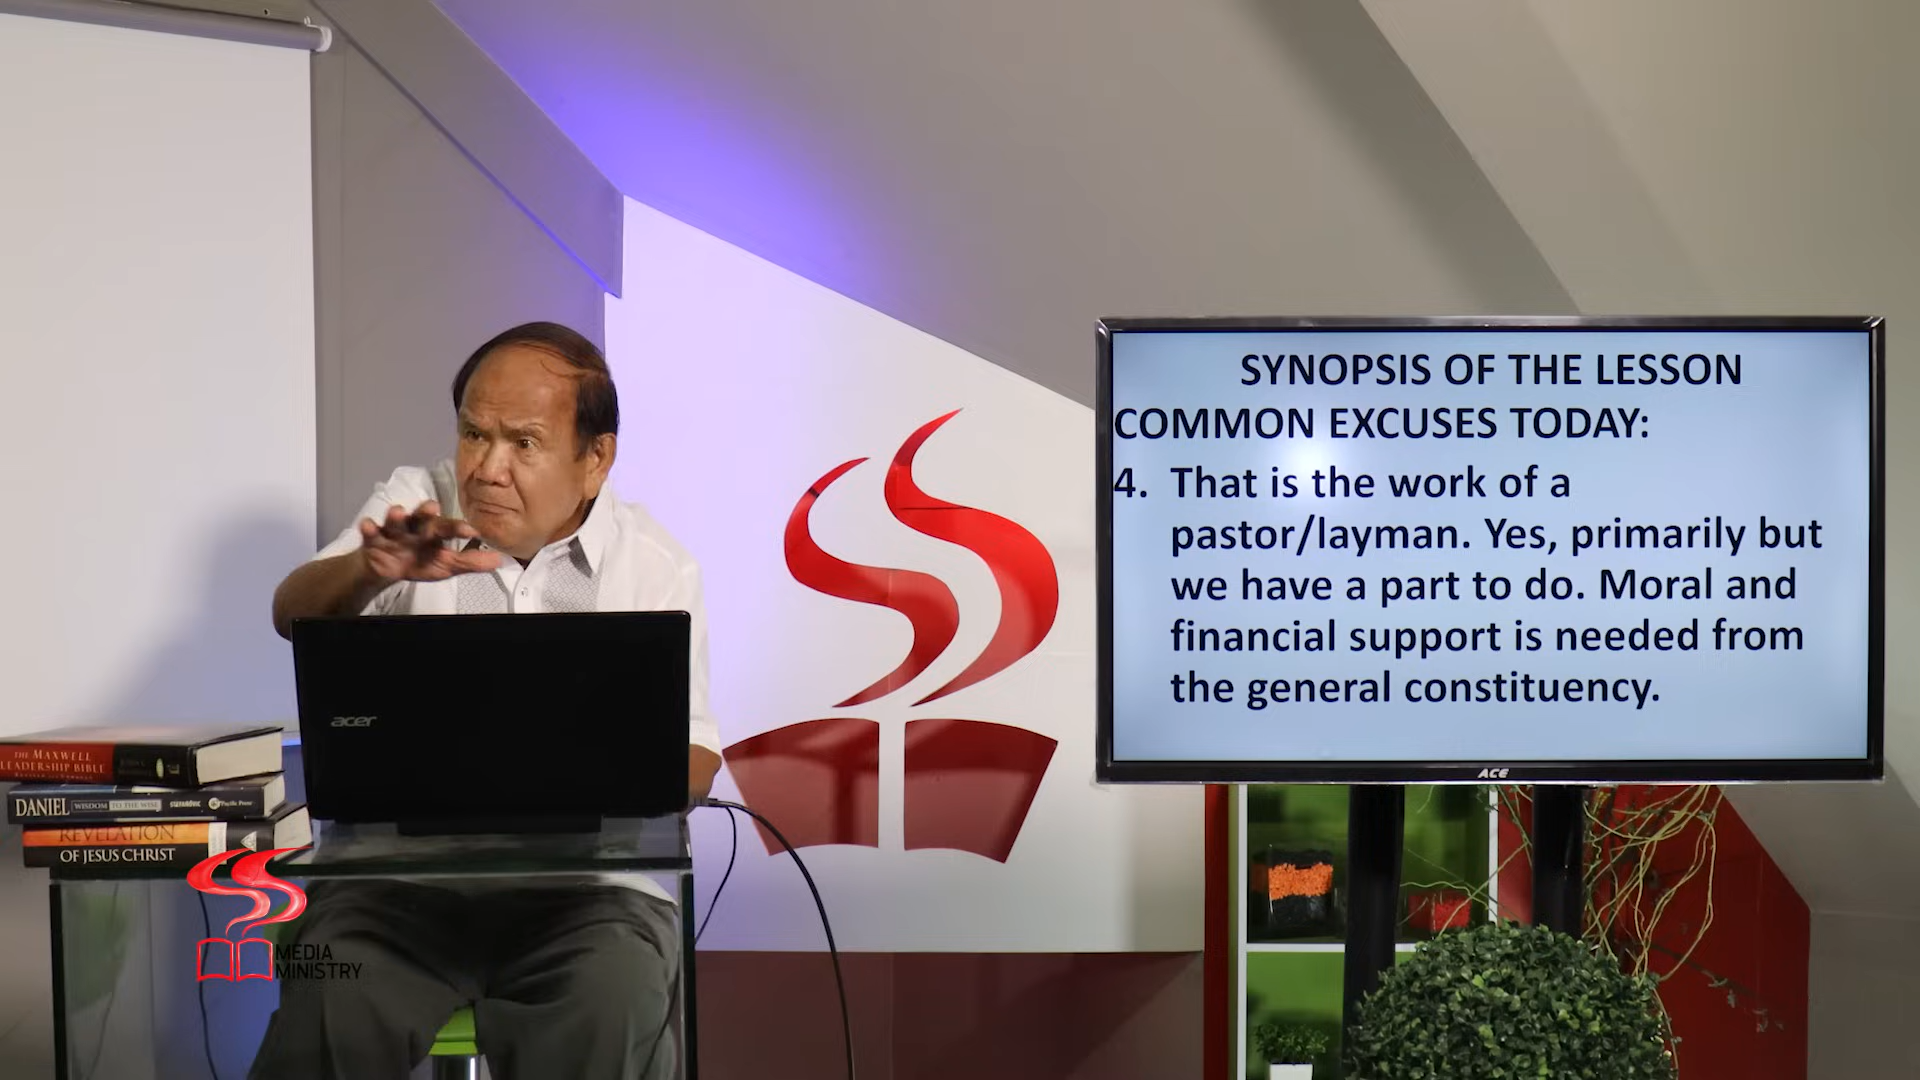 SYNOPSIS OF THE LESSON
COMMON EXCUSES TODAY:
4. That is the work of a
pastor/layman. Yes, primarily but
we have a part to do. Moral and
financial support is needed from
the general constituency.
ACE
acer
THE MAXWELL
LEADERSHIP BIBLE
DANIEL WISDOM TO THE WISE Pacific Press
REVELATION
OF JESUS CHRIST
MEDIA
MINISTRY